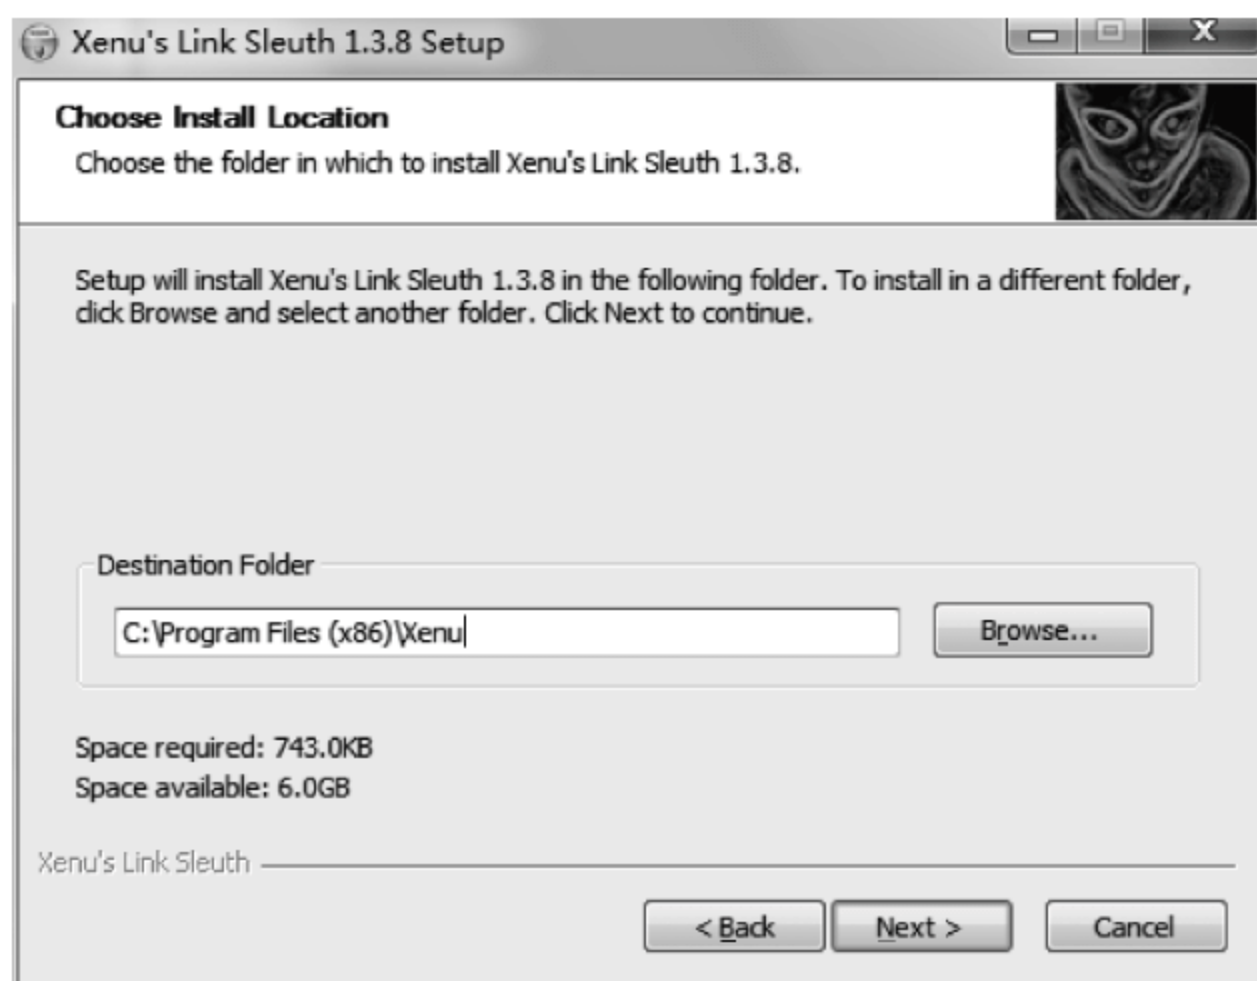 Xenu's Link Sleuth 1.3.8 Setup
Choose Install Location
Choose the folder in which to install Xenu's Link Sleuth 1.3.8.
Setup will install Xenu's Link Sleuth 1.3.8 in the following folder. To install in a different folder,
click Browse and select another folder. Click Next to continue.
Destination Folder
C:\Program Files (x86)\Xenu
Browse...
Space required: 743.0KB
Space available: 6.0GB
Xenu's Link Sleuth
< Back
Next >
Cancel